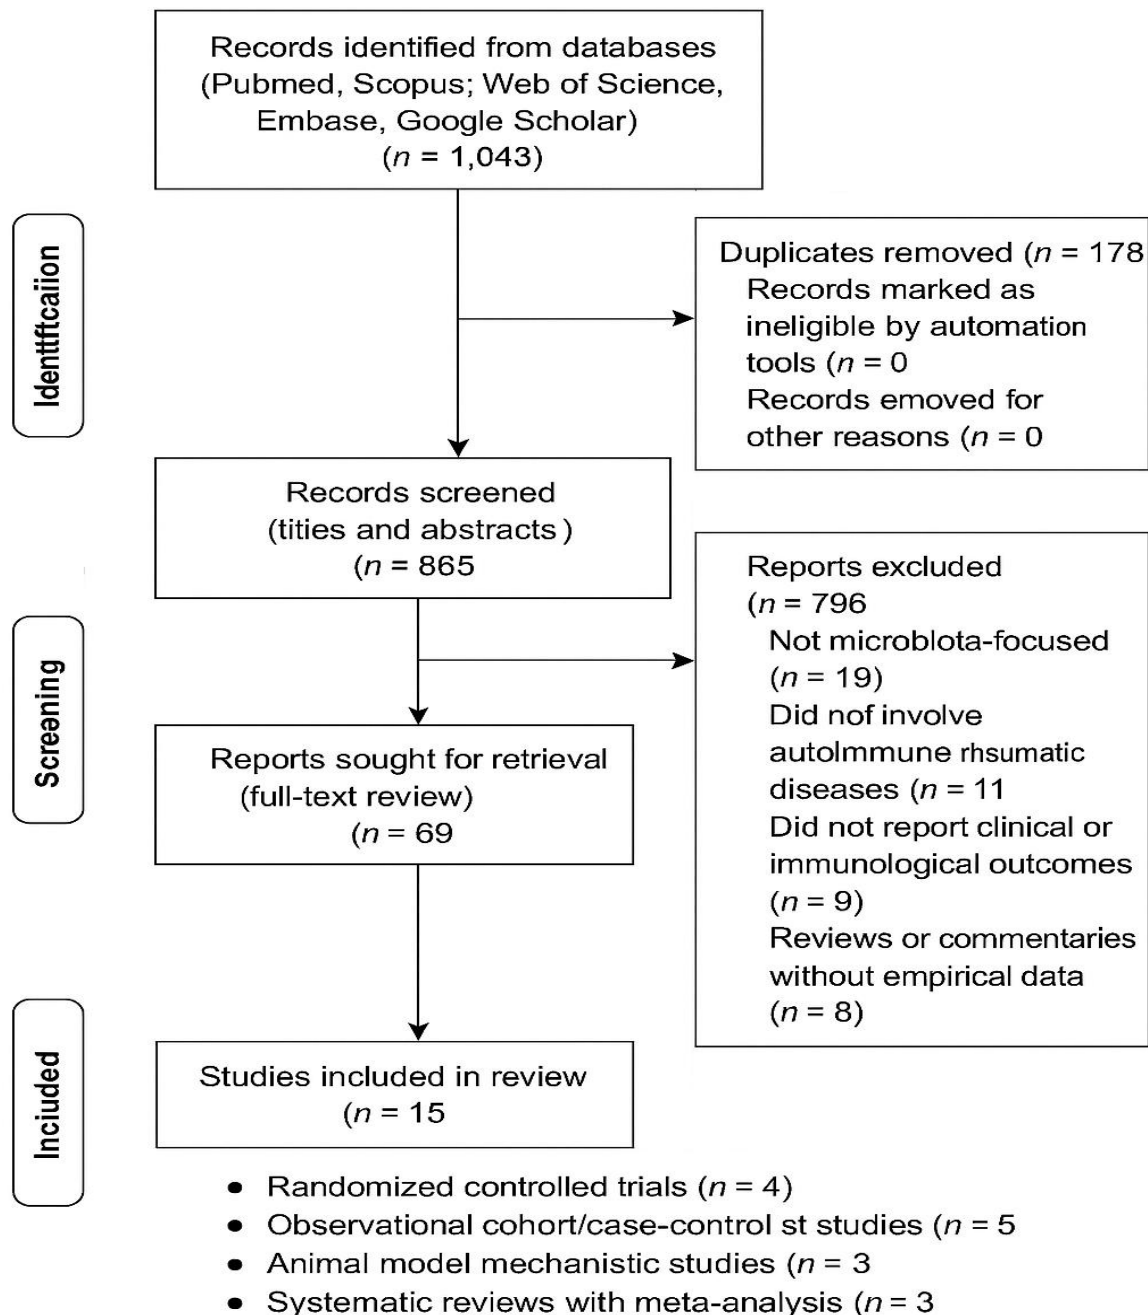 Records identified from databases
(Pubmed, Scopus; Web of Science,
Embase, Google Scholar)
(n = 1,043)
Identtftcaiion
Duplicates removed (n = 178
Records marked as
ineligible by automation
tools (n = 0
Records emoved for
other reasons (n = 0
Records screened
(tities and abstracts )
(n = 865
Screening
Reports excluded
(n = 796
Not microblota-focused
(n = 19)
Did nof involve
autoImmune rhsumatic
diseases (n = 11
Did not report clinical or
immunological outcomes
(n = 9)
Reviews or commentaries
without empirical data
(n = 8)
Reports sought for retrieval
(full-text review)
(n = 69
Inciuded
Studies included in review
(n = 15
• Randomized controlled trials (n = 4)
• Observational cohort/case-control st studies (n = 5
• Animal model mechanistic studies (n = 3
• Systematic reviews with meta-analysis (n = 3